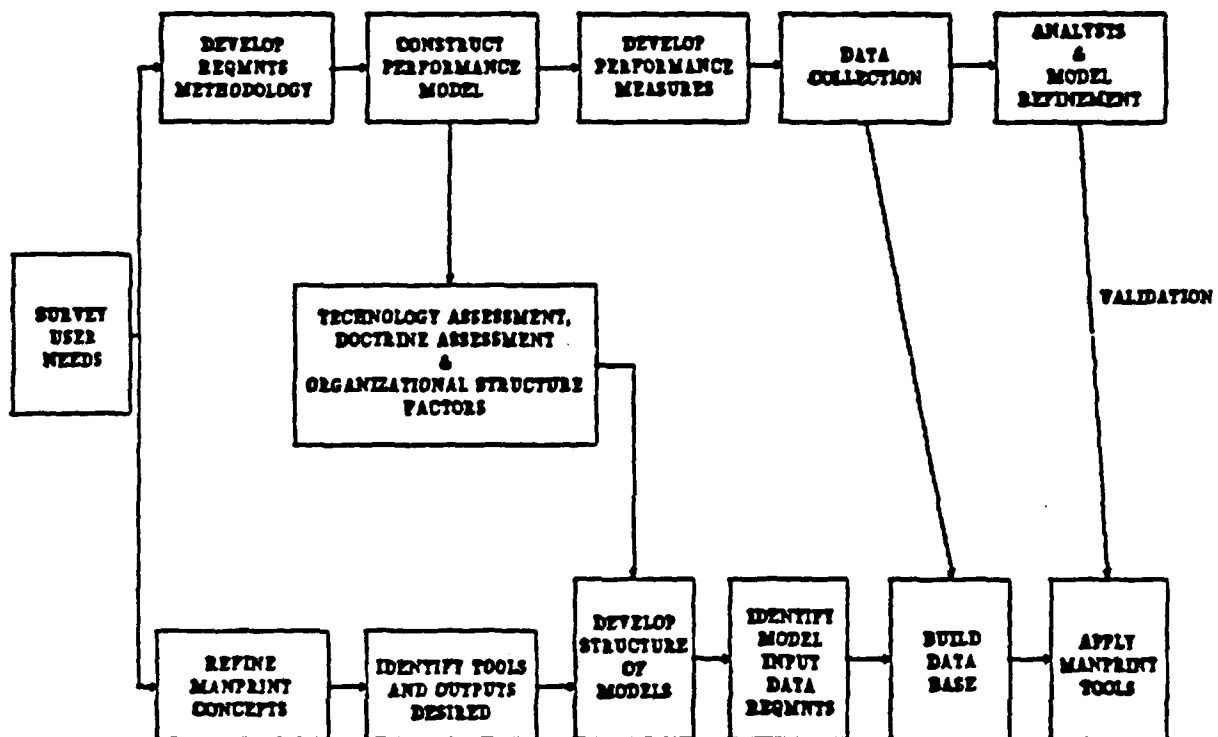 DEVELOP
REQMNTS
METHODOLOGY
CONSTRUCT
PERFORMANCE
MODEL
DEVELOP
PERFORMANCE
MEASURES
DATA
COLLECTION
ANALYSTS
&
MODEL
REFINEMENT
SURVEY
USER
NEEDS
TECHNOLOGY ASSESSMENT,
DOCTRINE ASSESSMENT
&
ORGANIZATIONAL STRUCTURE
FACTORS
VALIDATION
REFINE
MANPRINT
CONCEPTS
IDENTIFY TOOLS
AND OUTPUTS
DESIRED
DEVELOP
STRUCTURE
OF
MODELS
IDENTIFY
MODEL
INPUT
DATA
REQMNTS
BUILD
DATA
BASE
APPLY
MANPRINT
TOOLS